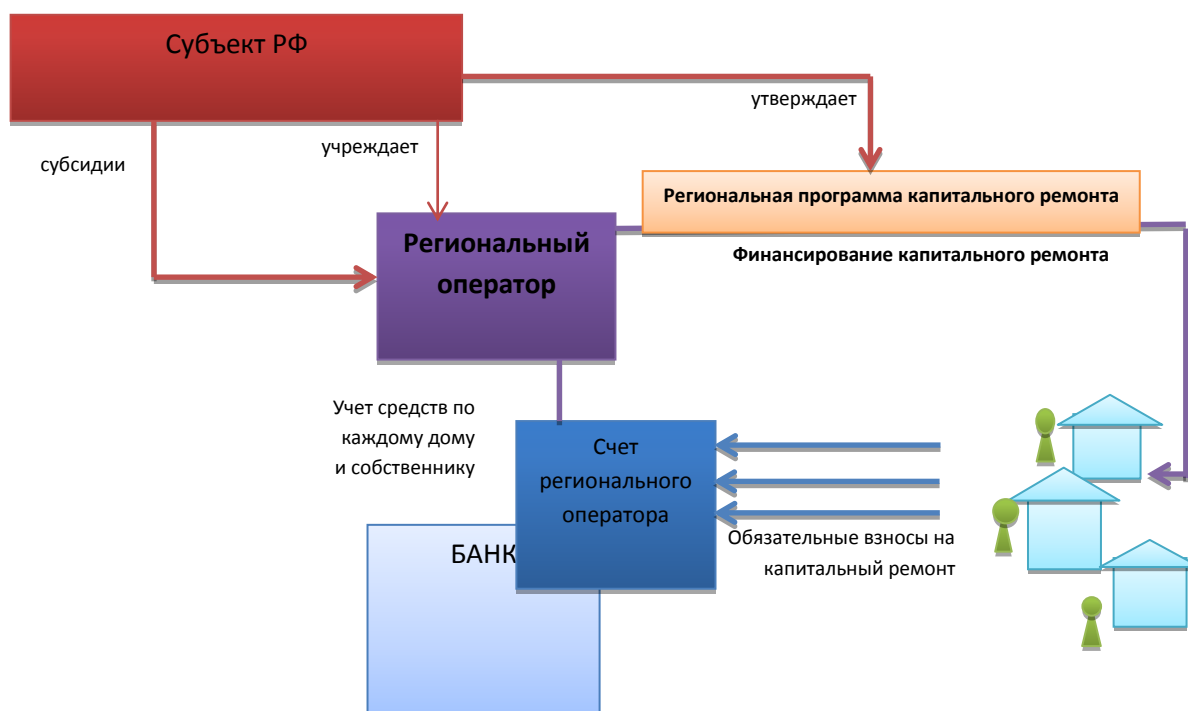 Субъект РФ
утверждает
учреждает
субсидии
Региональная программа капитального ремонта
Региональный
оператор
Финансирование капитального ремонта
Учет средств по
каждому дому
и собственнику
Счет
регионального
оператора
БАНК
Обязательные взносы на
капитальный ремонт